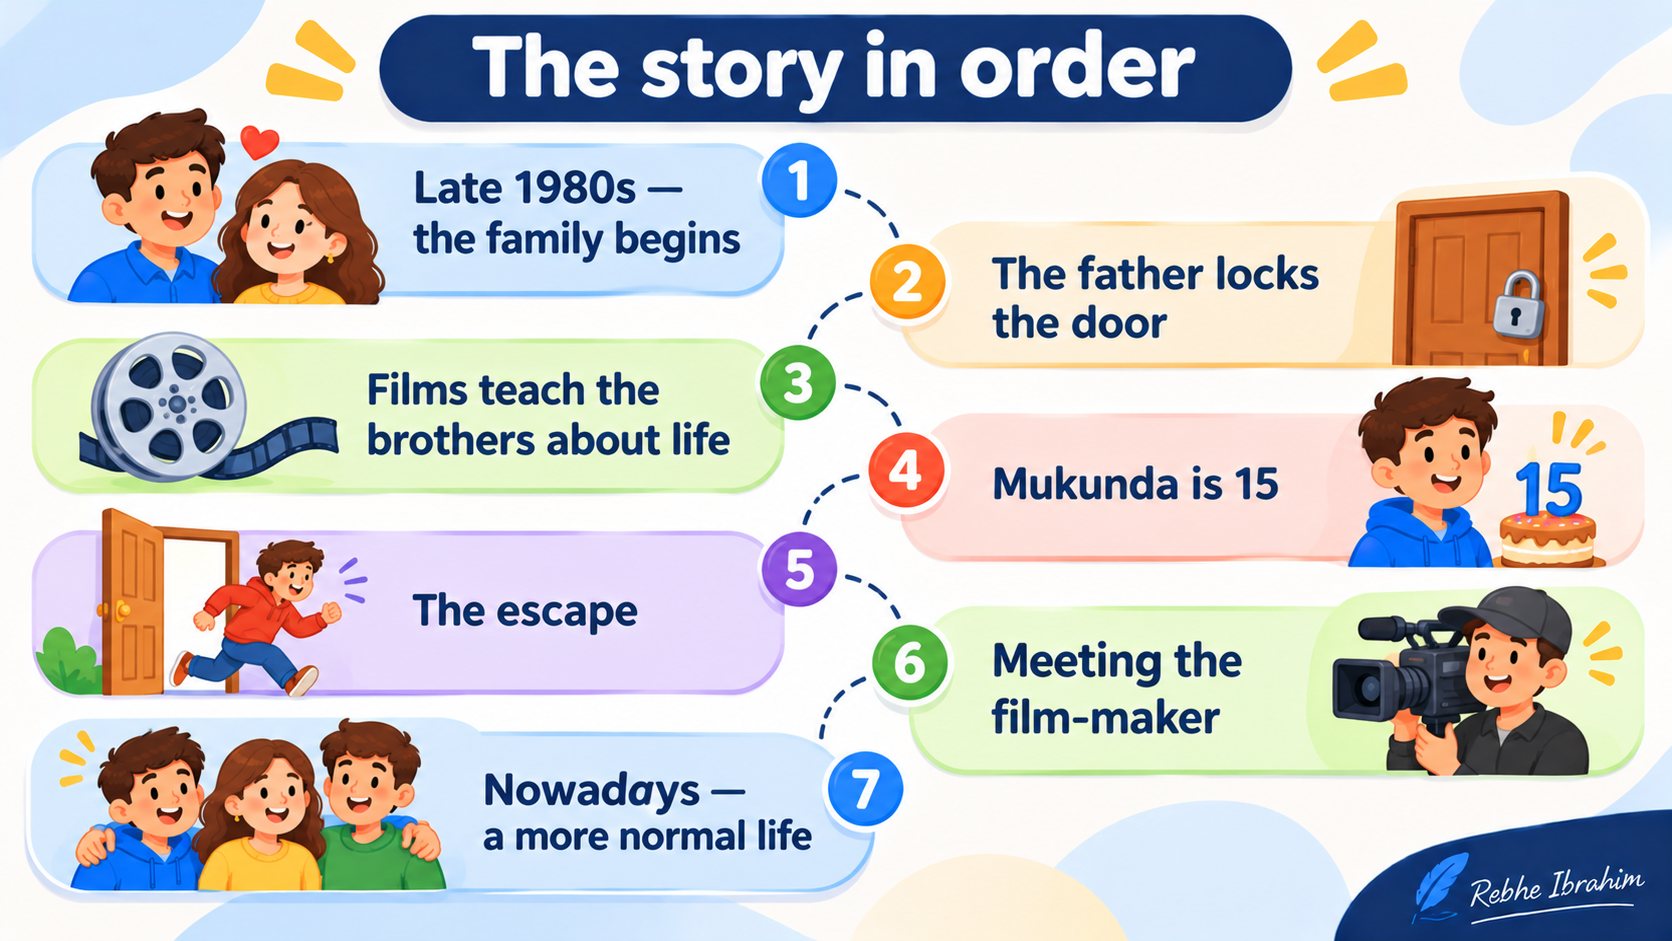 The story in order
1
Late 1980s —
the family begins
2
The father locks
the door
3
Films teach the
brothers about life
4
Mukunda is 15
15
5
The escape
6
Meeting the
film-maker
7
Nowadays —
a more normal life
Rebhe Ibrahim